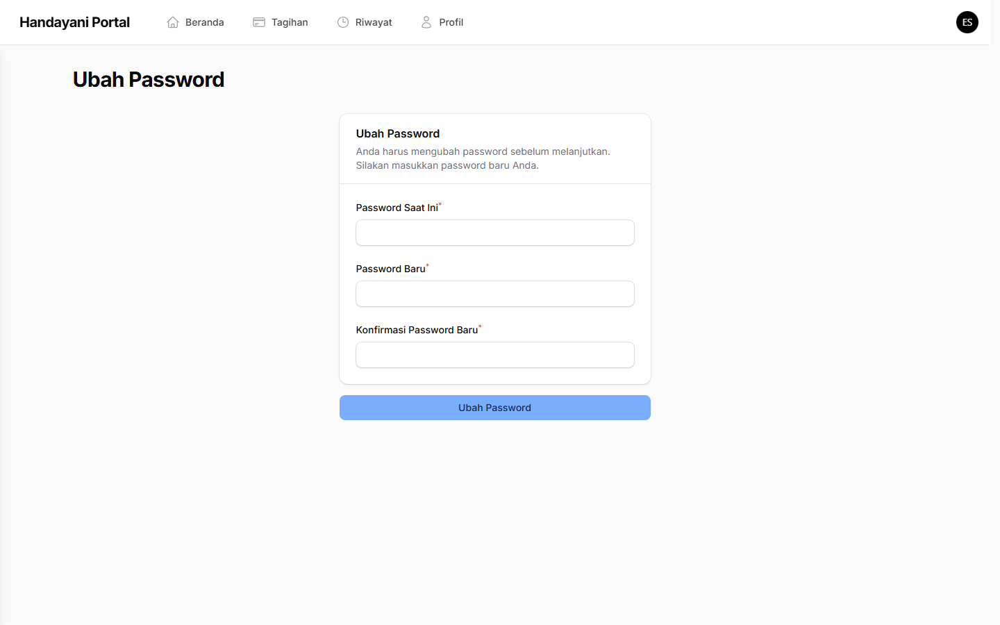 Handayani Portal
Beranda
Tagihan
Riwayat
Profil
ES
Ubah Password
Ubah Password
Anda harus mengubah password sebelum melanjutkan.
Silakan masukkan password baru Anda.
Password Saat Ini*
Password Baru*
Konfirmasi Password Baru*
Ubah Password